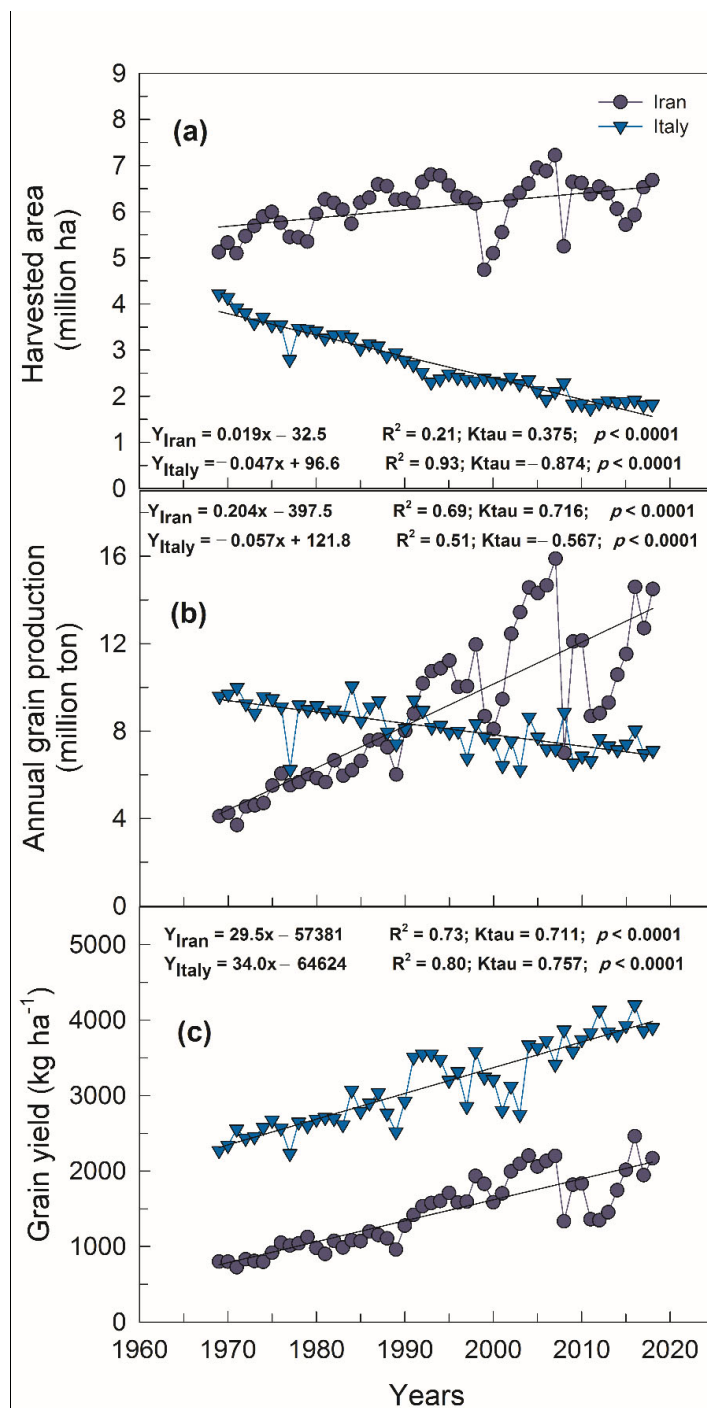 9
8
7
6
5
4
3
2
1
0
Harvested area
(million ha)
(a)
Iran
Italy
Y_Iran = 0.019x − 32.5 R² = 0.21; Ktau = 0.375; p < 0.0001
Y_Italy = −0.047x + 96.6 R² = 0.93; Ktau = −0.874; p < 0.0001
Y_Iran = 0.204x − 397.5 R² = 0.69; Ktau = 0.716; p < 0.0001
Y_Italy = −0.057x + 121.8 R² = 0.51; Ktau = −0.567; p < 0.0001
16
12
8
4
0
Annual grain production
(million ton)
(b)
Y_Iran = 29.5x − 57381 R² = 0.73; Ktau = 0.711; p < 0.0001
Y_Italy = 34.0x − 64624 R² = 0.80; Ktau = 0.757; p < 0.0001
5000
4000
3000
2000
1000
0
Grain yield (kg ha⁻¹)
(c)
1960 1970 1980 1990 2000 2010 2020
Years